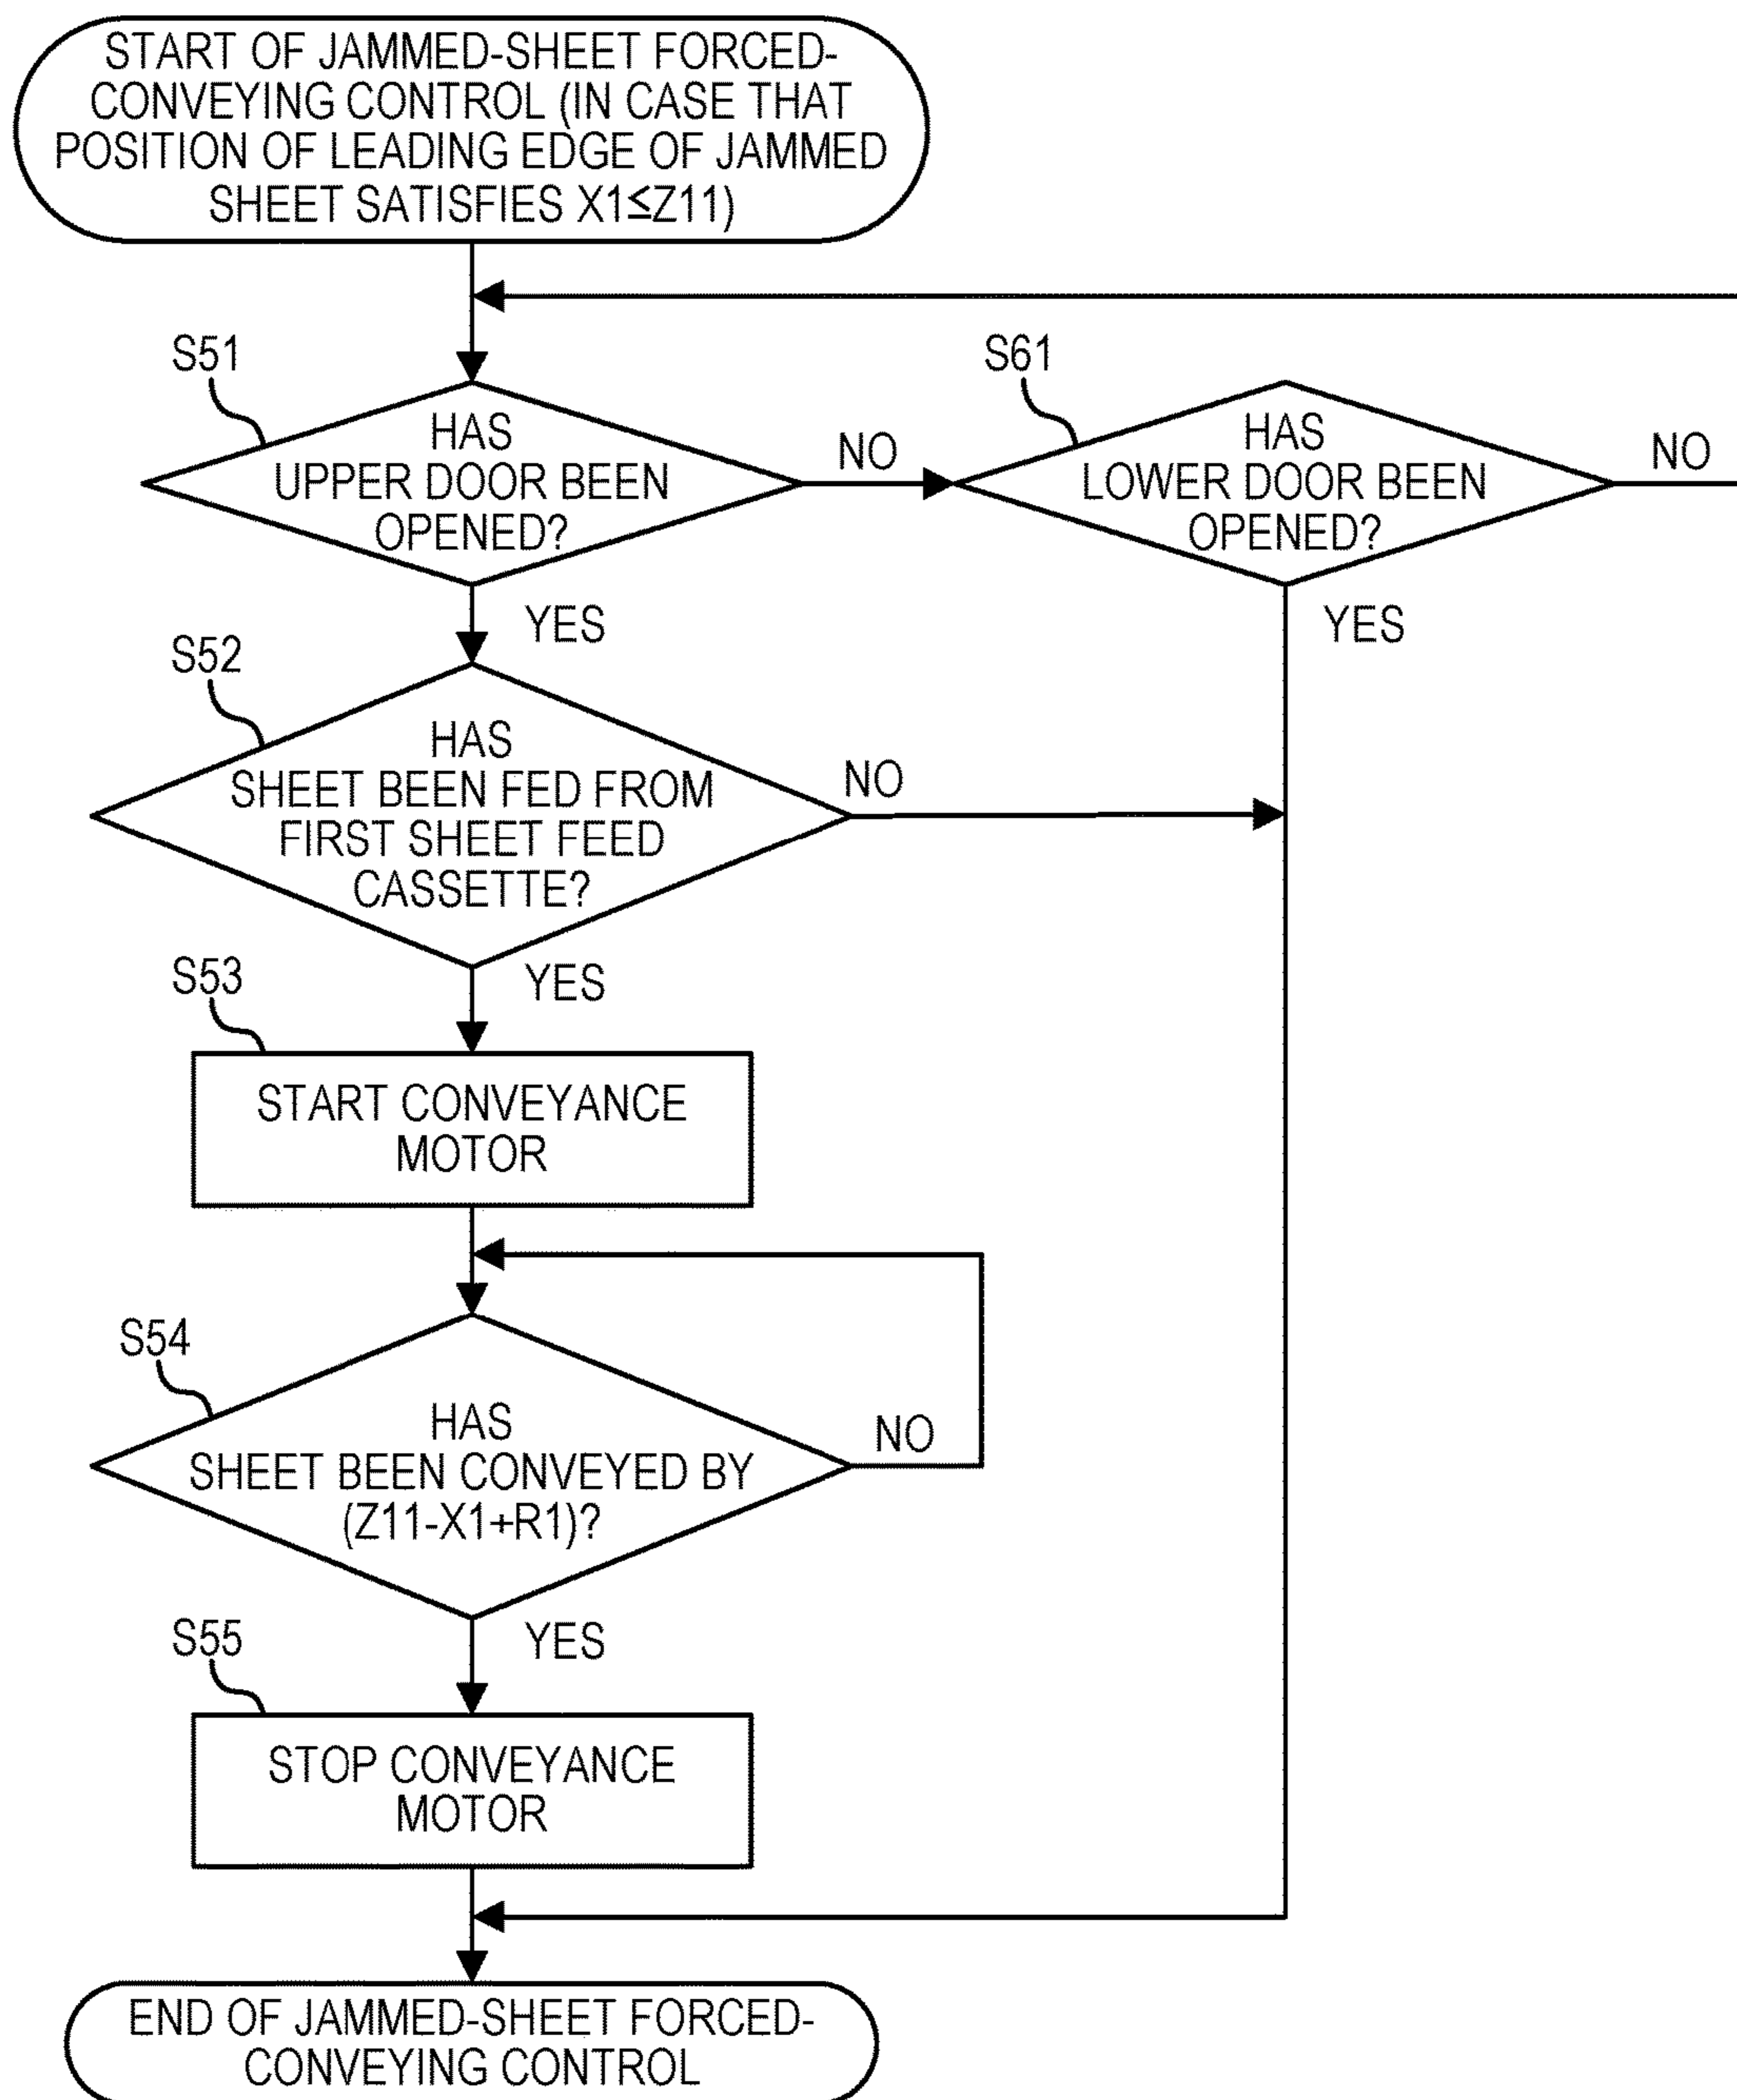 START OF JAMMED-SHEET FORCED-
CONVEYING CONTROL (IN CASE THAT
POSITION OF LEADING EDGE OF JAMMED
SHEET SATISFIES X1≤Z11)
S51
HAS
UPPER DOOR BEEN
OPENED?
NO
YES
S61
HAS
LOWER DOOR BEEN
OPENED?
NO
YES
S52
HAS
SHEET BEEN FED FROM
FIRST SHEET FEED
CASSETTE?
NO
YES
S53
START CONVEYANCE
MOTOR
S54
HAS
SHEET BEEN CONVEYED BY
(Z11-X1+R1)?
NO
YES
S55
STOP CONVEYANCE
MOTOR
END OF JAMMED-SHEET FORCED-
CONVEYING CONTROL